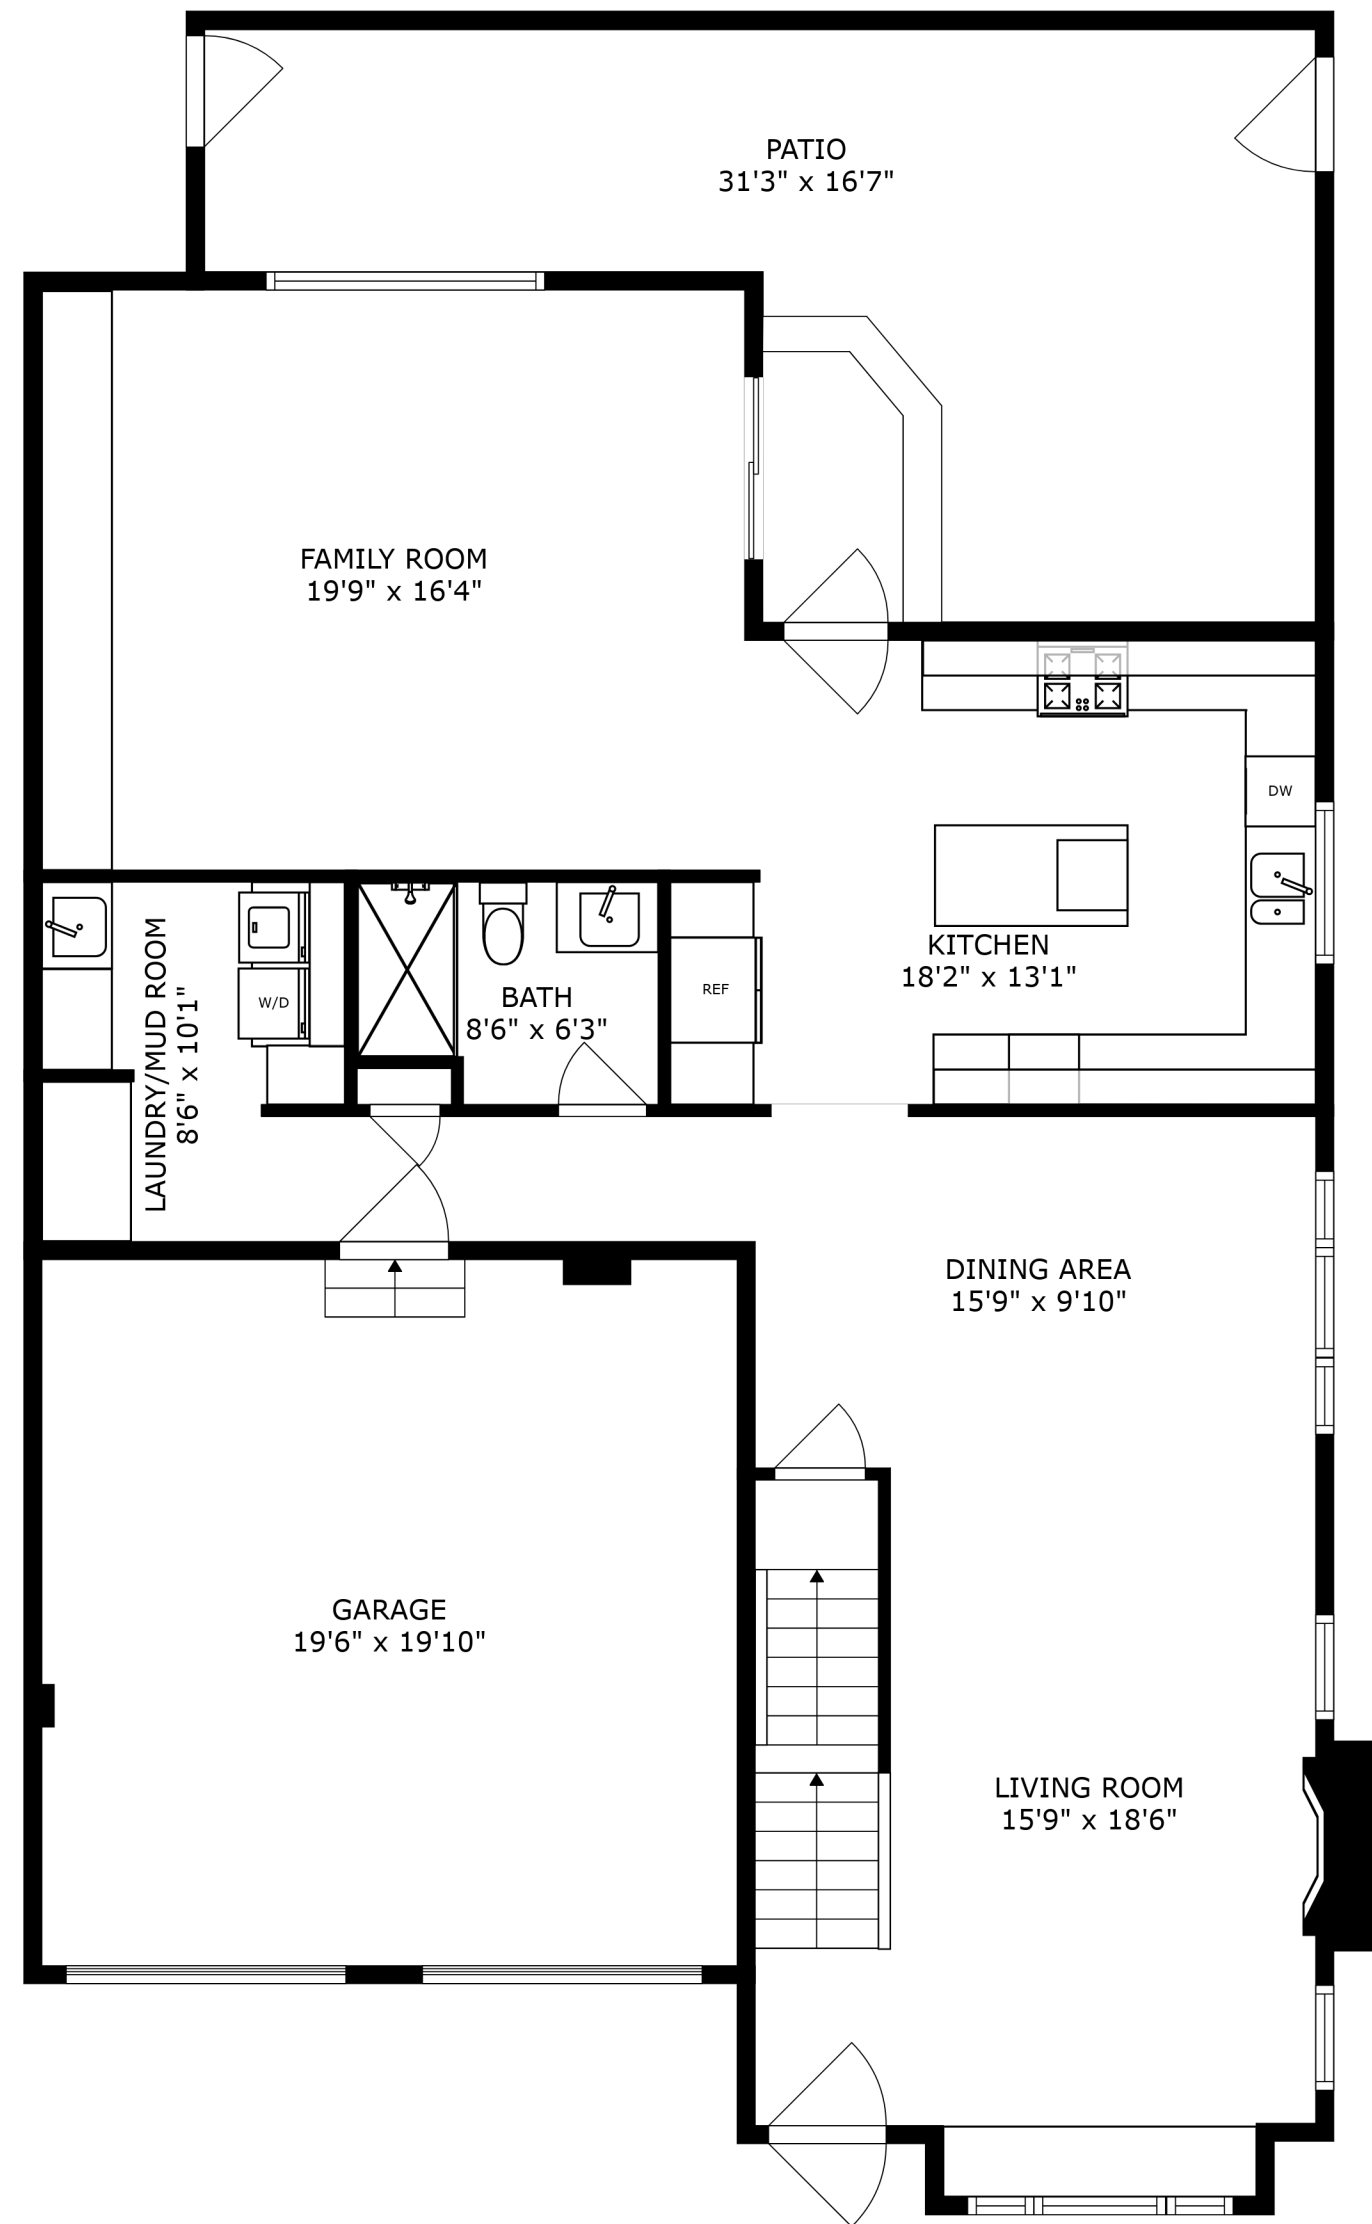 PATIO
31'3" x 16'7"
FAMILY ROOM
19'9" x 16'4"
DW
KITCHEN
18'2" x 13'1"
REF
BATH
8'6" x 6'3"
W/D
LAUNDRY/MUD ROOM
8'6" x 10'1"
DINING AREA
15'9" x 9'10"
GARAGE
19'6" x 19'10"
LIVING ROOM
15'9" x 18'6"